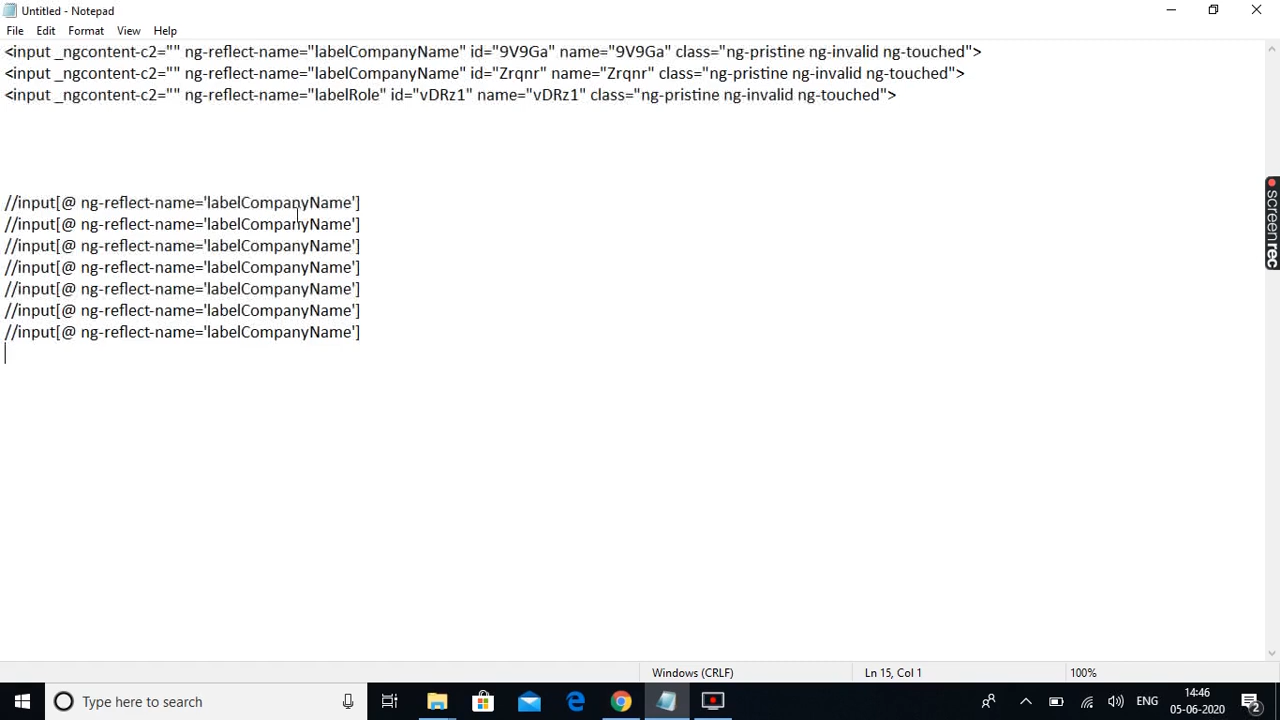 Untitled - Notepad
File Edit Format View Help
<input _ngcontent-c2="" ng-reflect-name="labelCompanyName" id="9V9Ga" name="9V9Ga" class="ng-pristine ng-invalid ng-touched">
<input _ngcontent-c2="" ng-reflect-name="labelCompanyName" id="Zrqnr" name="Zrqnr" class="ng-pristine ng-invalid ng-touched">
<input _ngcontent-c2="" ng-reflect-name="labelRole" id="vDRz1" name="vDRz1" class="ng-pristine ng-invalid ng-touched">
//input[@ ng-reflect-name='labelCompanyName']
//input[@ ng-reflect-name='labelCompanyName']
//input[@ ng-reflect-name='labelCompanyName']
//input[@ ng-reflect-name='labelCompanyName']
//input[@ ng-reflect-name='labelCompanyName']
//input[@ ng-reflect-name='labelCompanyName']
//input[@ ng-reflect-name='labelCompanyName']
screenrec
Windows (CRLF) Ln 15, Col 1 100%
Type here to search
ENG
14:46
05-06-2020
2